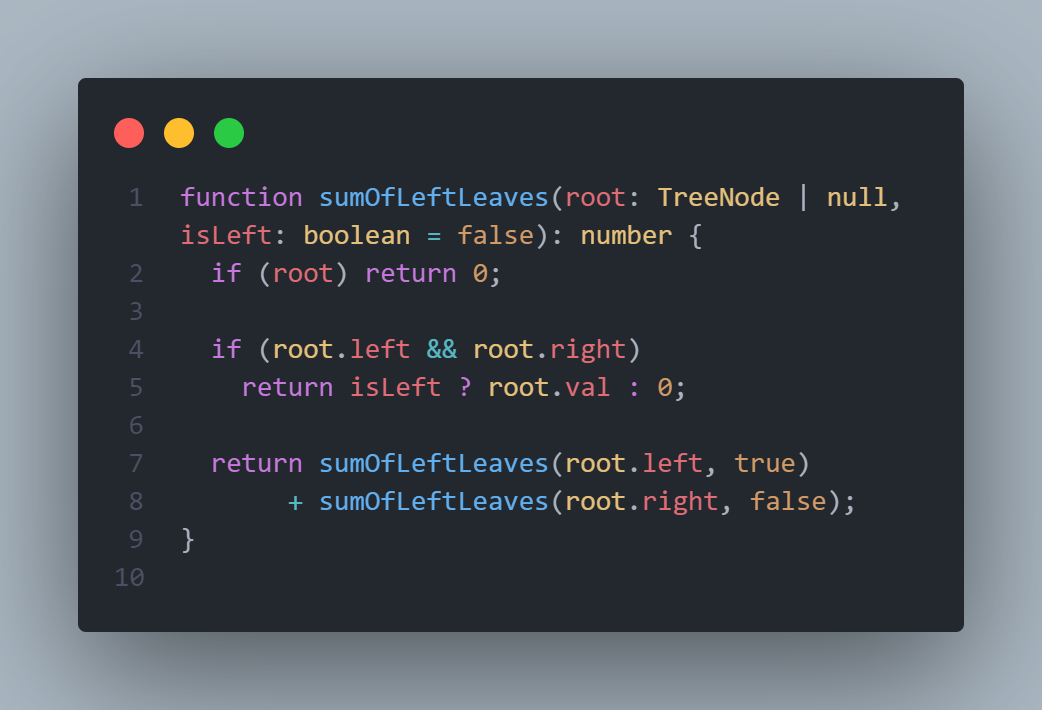 1 function sumOfLeftLeaves(root: TreeNode | null,
isLeft: boolean = false): number {
2 if (root) return 0;
3
4 if (root.left && root.right)
5 return isLeft ? root.val : 0;
6
7 return sumOfLeftLeaves(root.left, true)
8 + sumOfLeftLeaves(root.right, false);
9 }
10